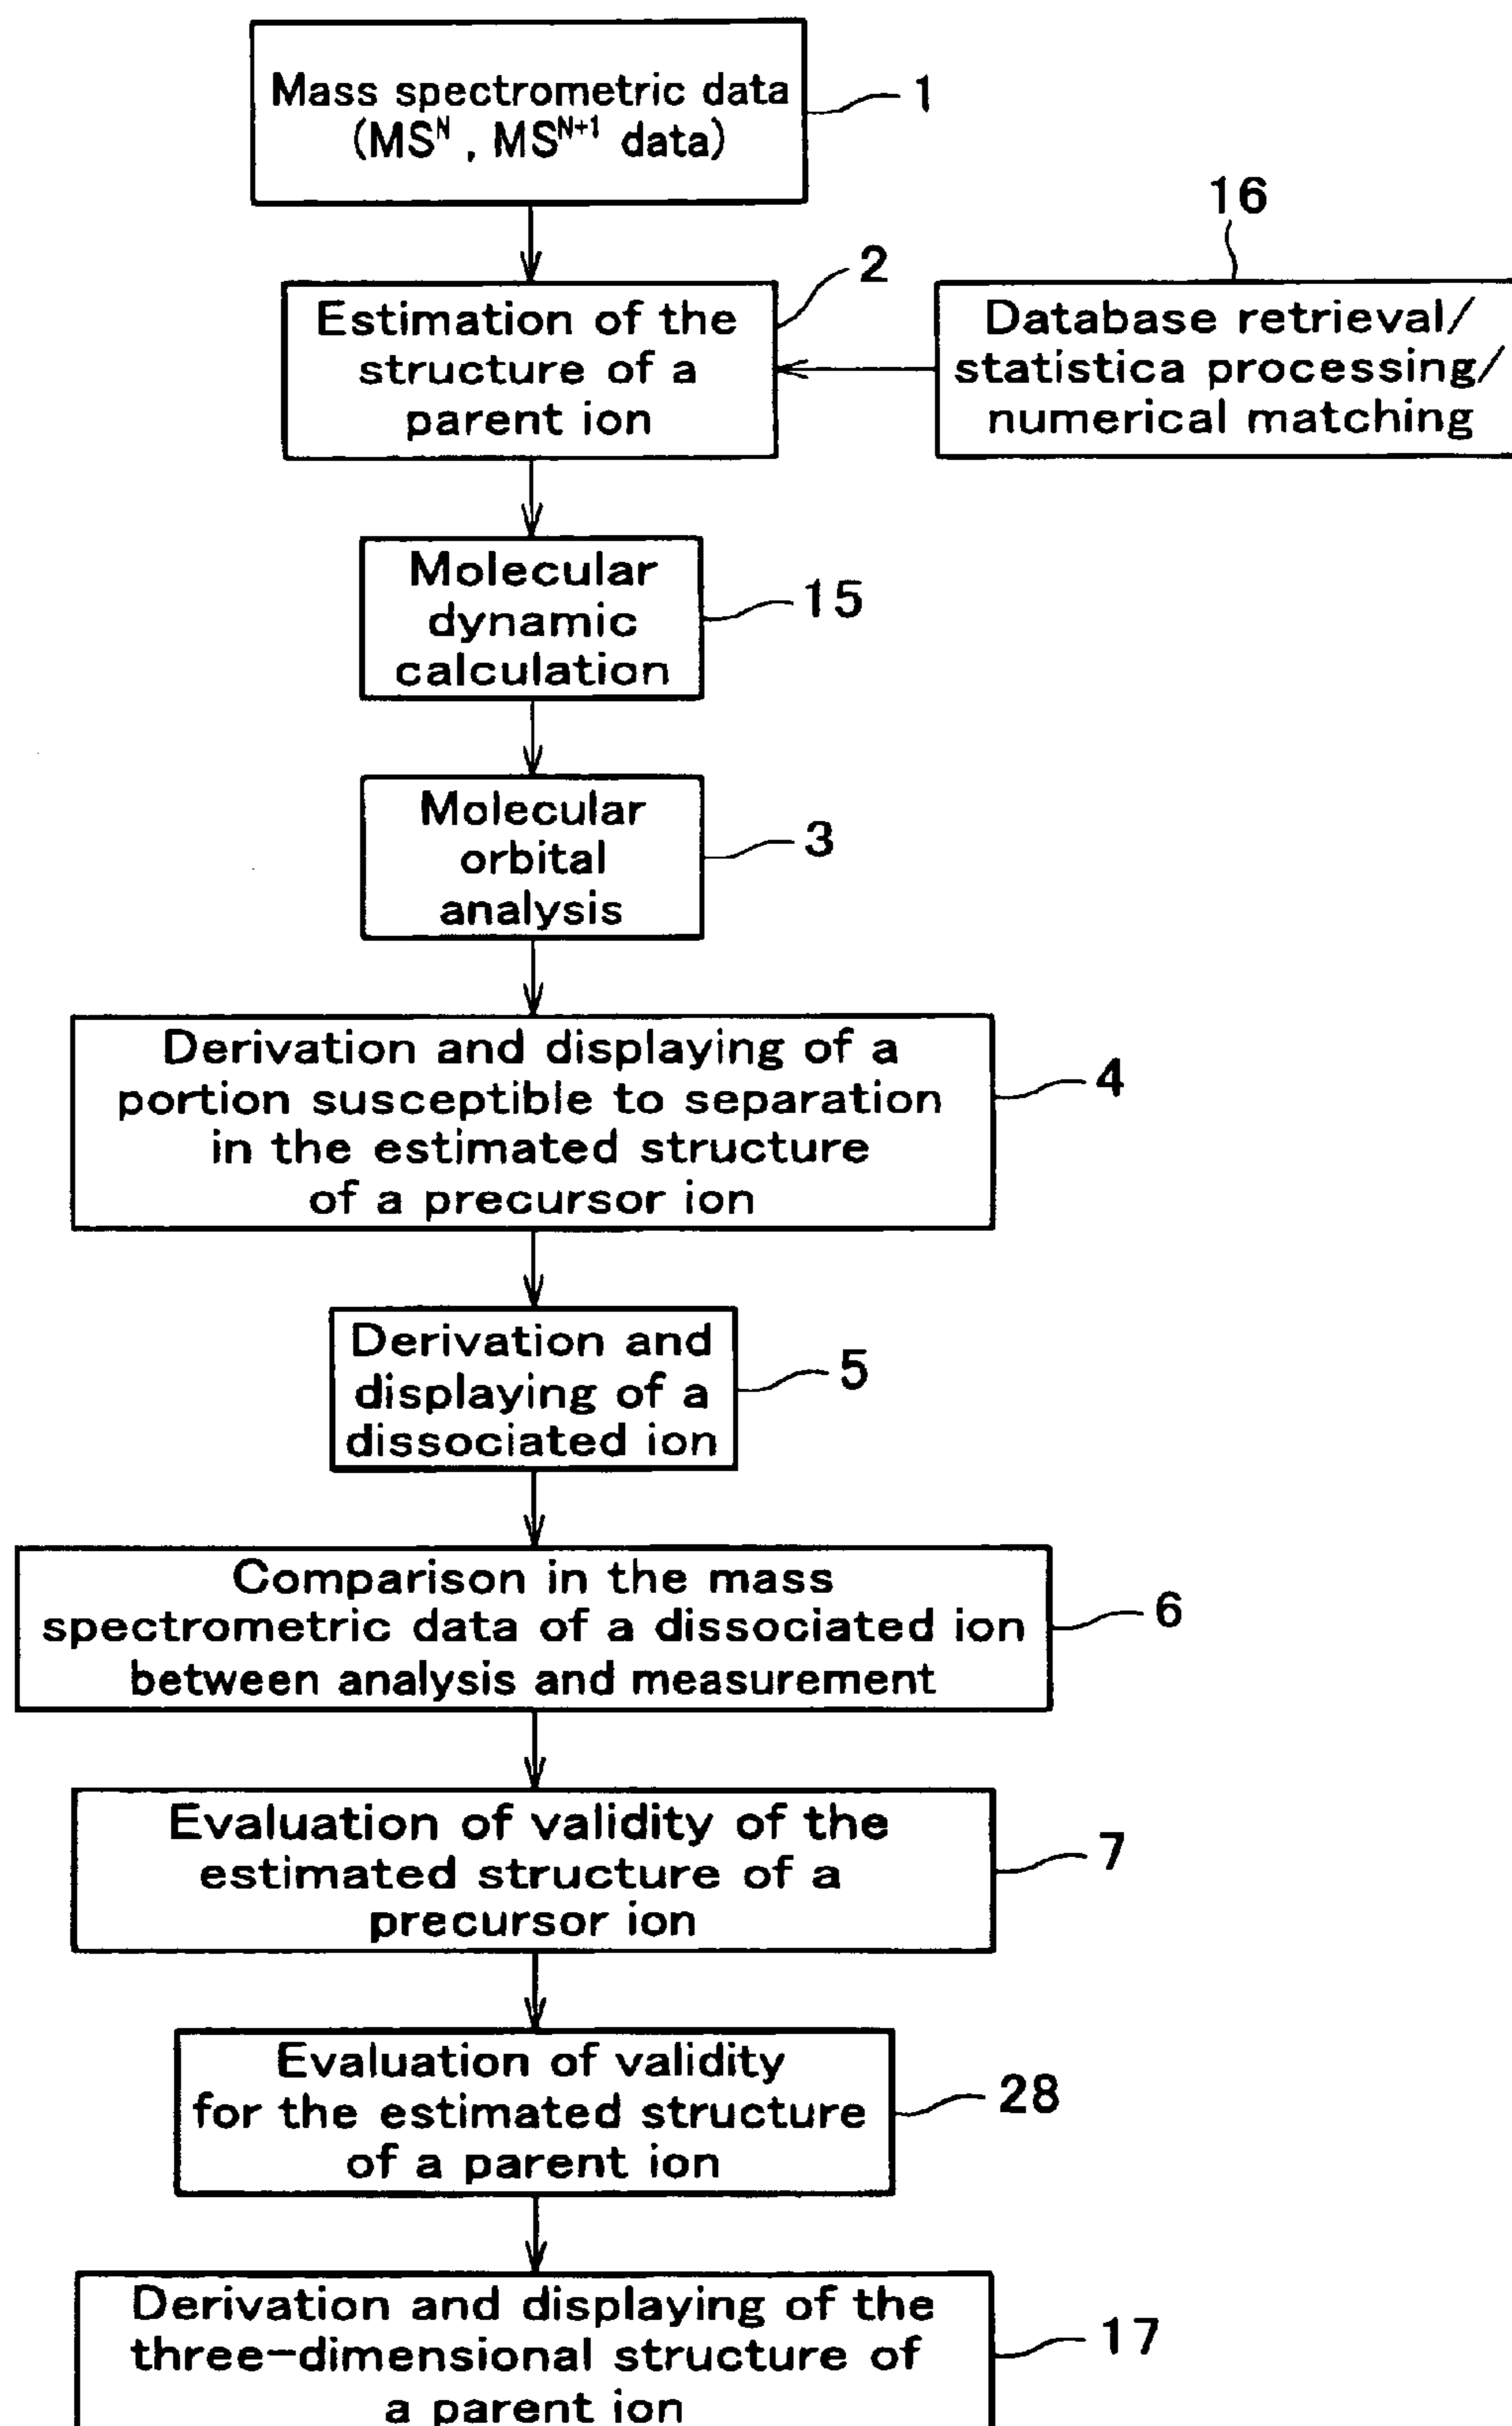 Mass spectrometric data
(MS^N, MS^N+1 data)
1
16
2
Estimation of the
structure of a
parent ion
Database retrieval/
statistica processing/
numerical matching
Molecular
dynamic
calculation
15
Molecular
orbital
analysis
3
Derivation and displaying of a
portion susceptible to separation
in the estimated structure
of a precursor ion
4
Derivation and
displaying of a
dissociated ion
5
Comparison in the mass
spectrometric data of a dissociated ion
between analysis and measurement
6
Evaluation of validity of the
estimated structure of a
precursor ion
7
Evaluation of validity
for the estimated structure
of a parent ion
28
Derivation and displaying of the
three-dimensional structure of
a parent ion
17